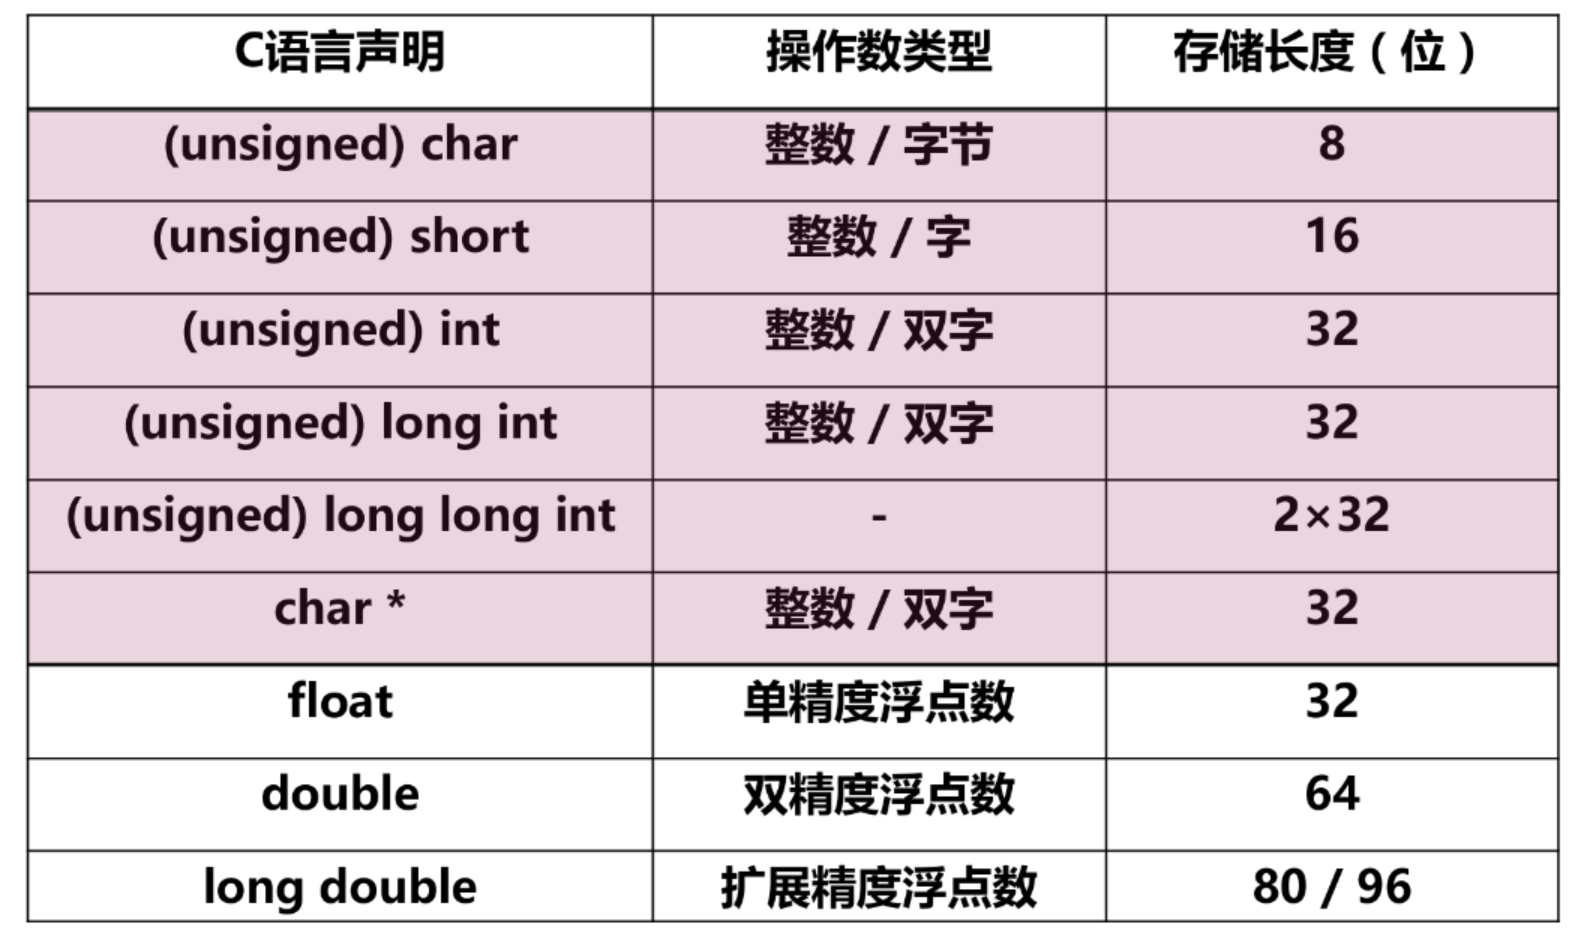 C语言声明 操作数类型 存储长度（位）
(unsigned) char 整数 / 字节 8
(unsigned) short 整数 / 字 16
(unsigned) int 整数 / 双字 32
(unsigned) long int 整数 / 双字 32
(unsigned) long long int - 2×32
char * 整数 / 双字 32
float 单精度浮点数 32
double 双精度浮点数 64
long double 扩展精度浮点数 80 / 96